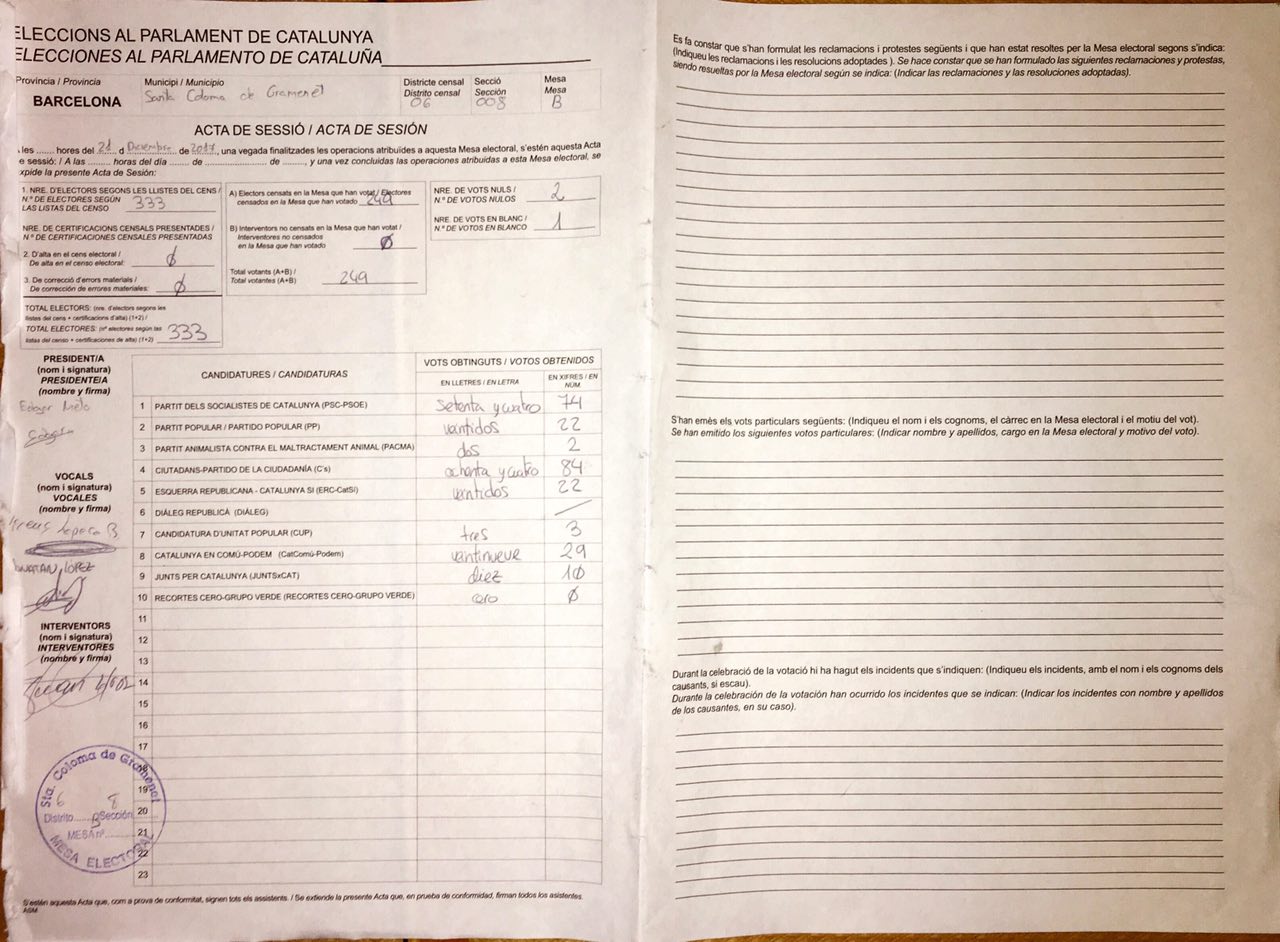 ELECCIONS AL PARLAMENT DE CATALUNYA
ELECCIONES AL PARLAMENTO DE CATALUÑA
Província / Provincia
BARCELONA
Municipi / Municipio
Santa Coloma de Gramenet
Districte censal
Distrito censal
06
Secció
Sección
008
Mesa
Mesa
B
ACTA DE SESSIÓ / ACTA DE SESIÓN
les ....... hores del 21 d Diciembre de 2017, una vegada finalitzades les operacions atribuïdes a aquesta Mesa electoral, s'estén aquesta Acta
e sessió: / A las ......... horas del día ....... de ..................... de ......., y una vez concluidas las operaciones atribuidas a esta Mesa electoral, se
xpide la presente Acta de Sesión:
1. NRE. D'ELECTORS SEGONS LES LLISTES DEL CENS /
N.º DE ELECTORES SEGÚN
LAS LISTAS DEL CENSO 333
NRE. DE CERTIFICACIONS CENSALS PRESENTADES /
N.º DE CERTIFICACIONES CENSALES PRESENTADAS
2. D'alta en el cens electoral /
De alta en el censo electoral: Ø
3. De correcció d'errors materials /
De corrección de errores materiales: Ø
TOTAL ELECTORS: (nre. d'electors segons les
llistes del cens + certificacions d'alta) (1+2) /
TOTAL ELECTORES: (nº electores según las
listas del censo + certificaciones de alta) (1+2) 333
A) Electors censats en la Mesa que han votat / Electores
censados en la Mesa que han votado 249
B) Interventors no censats en la Mesa que han votat /
Interventores no censados
en la Mesa que han votado Ø
Total votants (A+B) /
Total votantes (A+B) 249
NRE. DE VOTS NULS /
N.º DE VOTOS NULOS 2
NRE. DE VOTS EN BLANC /
N.º DE VOTOS EN BLANCO 1
PRESIDENT/A
(nom i signatura)
PRESIDENTE/A
(nombre y firma)
VOCALS
(nom i signatura)
VOCALES
(nombre y firma)
LÓPEZ
INTERVENTORS
(nom i signatura)
INTERVENTORES
(nombre y firma)
CANDIDATURES / CANDIDATURAS
VOTS OBTINGUTS / VOTOS OBTENIDOS
EN LLETRES / EN LETRA
EN XIFRES / EN NÚM
1 PARTIT DELS SOCIALISTES DE CATALUNYA (PSC-PSOE) setenta y cuatro 74
2 PARTIT POPULAR / PARTIDO POPULAR (PP) vantidos 22
3 PARTIT ANIMALISTA CONTRA EL MALTRACTAMENT ANIMAL (PACMA) dos 2
4 CIUTADANS-PARTIDO DE LA CIUDADANÍA (C's) ochenta y cuatro 84
5 ESQUERRA REPUBLICANA - CATALUNYA SÍ (ERC-CatSí) vantidos 22
6 DIÀLEG REPUBLICÀ (DIÀLEG) /
7 CANDIDATURA D'UNITAT POPULAR (CUP) tres 3
8 CATALUNYA EN COMÚ-PODEM (CatComú-Podem) vantinueve 29
9 JUNTS PER CATALUNYA (JUNTSxCAT) diez 10
10 RECORTES CERO-GRUPO VERDE (RECORTES CERO-GRUPO VERDE) cero Ø
11
12
13
14
15
16
17
18
19
20
21
22
23
Sta. Coloma de Gramenet
6 8
Distrito B Sección
MESA nº
MESA ELECTORAL
S'estén aquesta Acta que, com a prova de conformitat, signen tots els assistents. / Se extiende la presente Acta que, en prueba de conformidad, firman todos los asistentes.
ASM
Es fa constar que s'han formulat les reclamacions i protestes següents i que han estat resoltes per la Mesa electoral segons s'indica:
(Indiqueu les reclamacions i les resolucions adoptades ). Se hace constar que se han formulado las siguientes reclamaciones y protestas,
siendo resueltas por la Mesa electoral según se indica: (Indicar las reclamaciones y las resoluciones adoptadas).
S'han emès els vots particulars següents: (Indiqueu el nom i els cognoms, el càrrec en la Mesa electoral i el motiu del vot).
Se han emitido los siguientes votos particulares: (Indicar nombre y apellidos, cargo en la Mesa electoral y motivo del voto).
Durant la celebració de la votació hi ha hagut els incidents que s'indiquen: (Indiqueu els incidents, amb el nom i els cognoms dels
causants, si escau).
Durante la celebración de la votación han ocurrido los incidentes que se indican: (Indicar los incidentes con nombre y apellidos
de los causantes, en su caso).